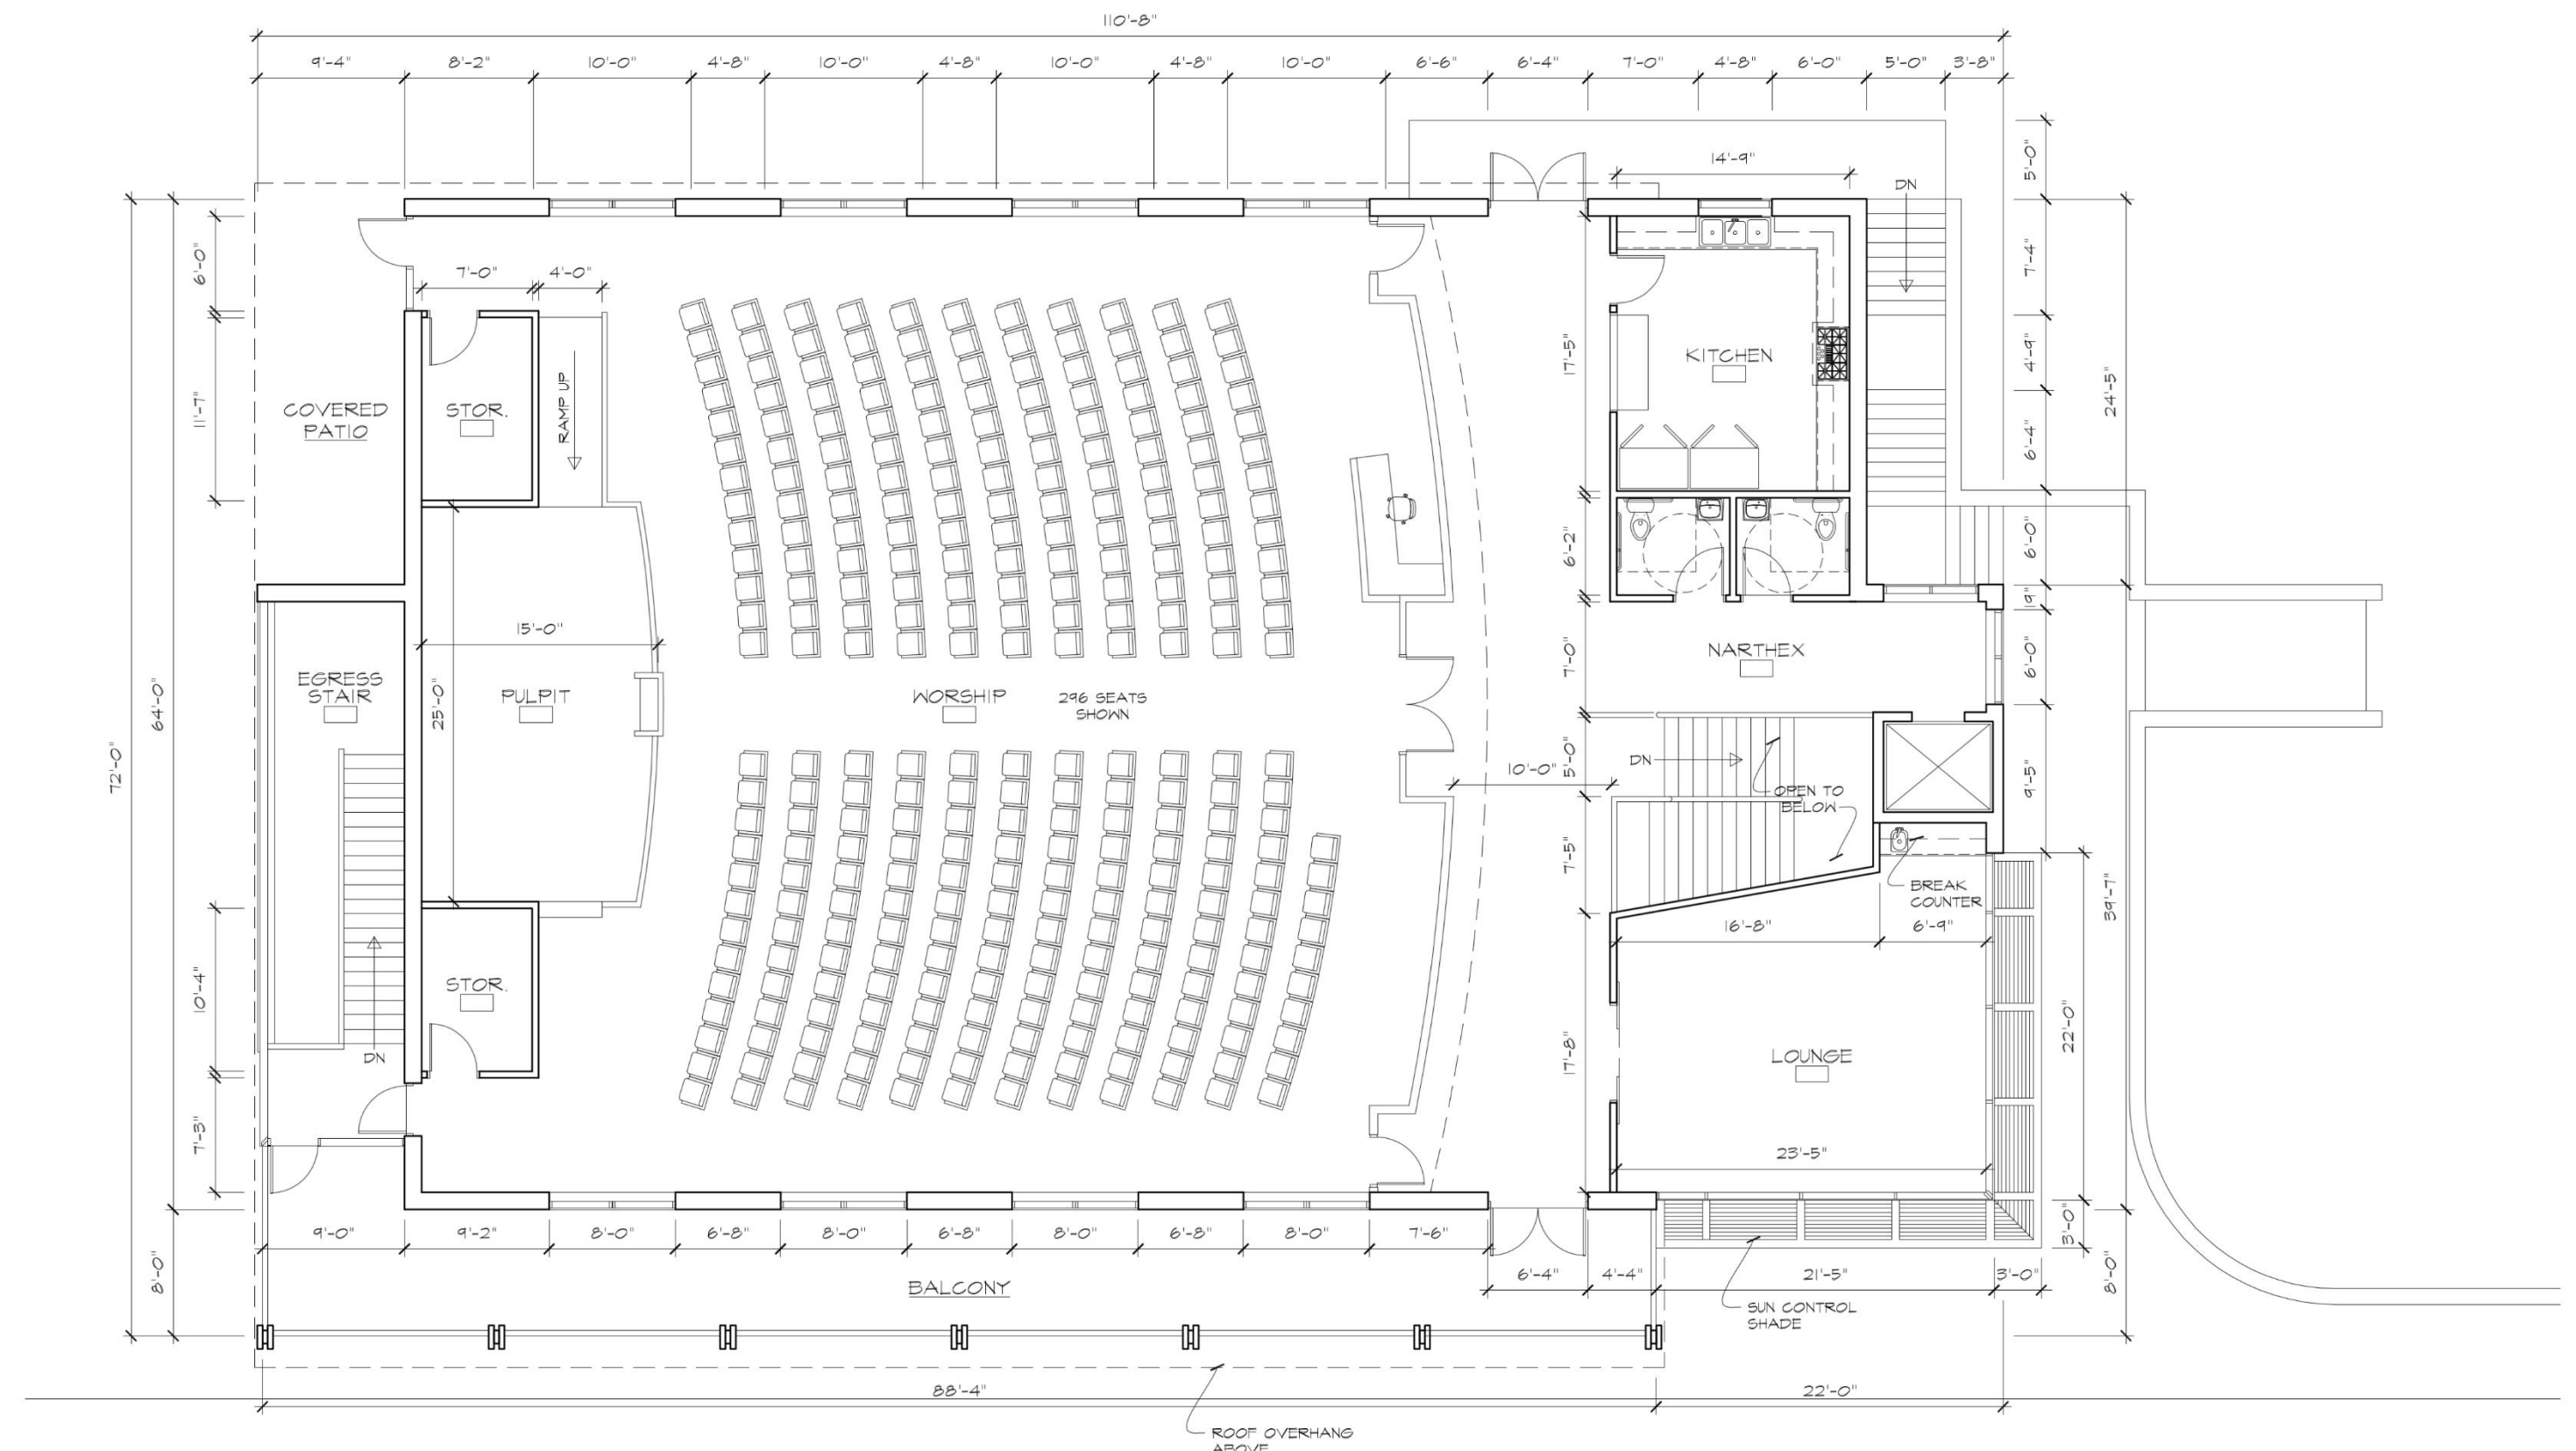 110'-8"
9'-4" 8'-2" 10'-0" 4'-8" 10'-0" 4'-8" 10'-0" 4'-8" 10'-0" 6'-6" 6'-4" 7'-0" 4'-8" 6'-0" 5'-0" 3'-8"
14'-9"
5'-0"
DN
6'-0"
7'-0" 4'-0"
7'-4"
17'-5"
KITCHEN
4'-9"
24'-5"
COVERED
PATIO
11'-7"
STOR.
RAMP UP
6'-4"
6'-2"
6'-0"
19"
15'-0"
7'-0"
NARTHEX
6'-0"
EGRESS
STAIR
PULPIT
25'-0"
WORSHIP
296 SEATS
SHOWN
64'-0"
72'-0"
10'-0"
5'-0"
DN
OPEN TO
BELOW
9'-5"
7'-5"
BREAK
COUNTER
39'-7"
16'-8" 6'-9"
10'-4"
STOR.
DN
17'-8"
LOUNGE
22'-0"
7'-3"
23'-5"
9'-0" 9'-2" 8'-0" 6'-8" 8'-0" 6'-8" 8'-0" 6'-8" 8'-0" 7'-6"
3'-0"
8'-0"
BALCONY
6'-4" 4'-4" 21'-5" 3'-0"
8'-0"
SUN CONTROL
SHADE
88'-4" 22'-0"
ROOF OVERHANG
ABOVE